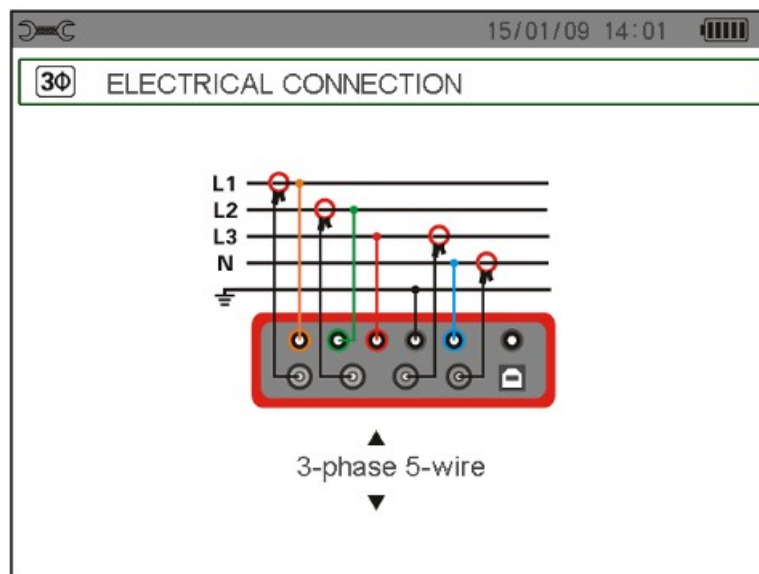 15/01/09 14:01
3Φ ELECTRICAL CONNECTION
L1
L2
L3
N
3-phase 5-wire